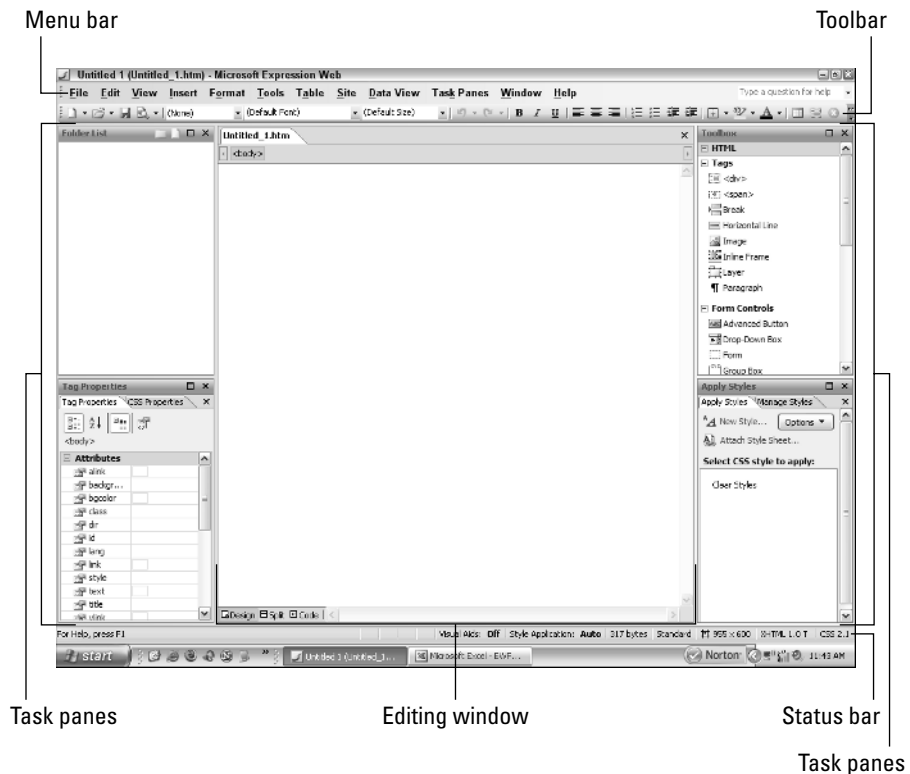 Menu bar
Toolbar
Untitled 1 (Untitled_1.htm) - Microsoft Expression Web
File Edit View Insert Format Tools Table Site Data View Task Panes Window Help
Type a question for help
(None) (Default Font) (Default Size) B I U A
Folder List
Untitled_1.htm
<body>
Toolbox
HTML
Tags
<div>
<span>
Break
Horizontal Line
Image
Inline Frame
Layer
Paragraph
Form Controls
Advanced Button
Drop-Down Box
Form
Group Box
Tag Properties
Tag Properties CSS Properties
<body>
Attributes
alink
backgr...
bgcolor
class
dir
id
lang
link
style
text
title
vlink
Apply Styles
Apply Styles Manage Styles
New Style... Options
Attach Style Sheet...
Select CSS style to apply:
Clear Styles
Design Split Code
For Help, press F1
Visual Aids: Off Style Application: Auto 317 bytes Standard 955 x 600 XHTML 1.0 T CSS 2.1
start
Untitled 1 (Untitled_1...
Microsoft Excel - EWF...
Norton
11:43 AM
Task panes
Editing window
Status bar
Task panes